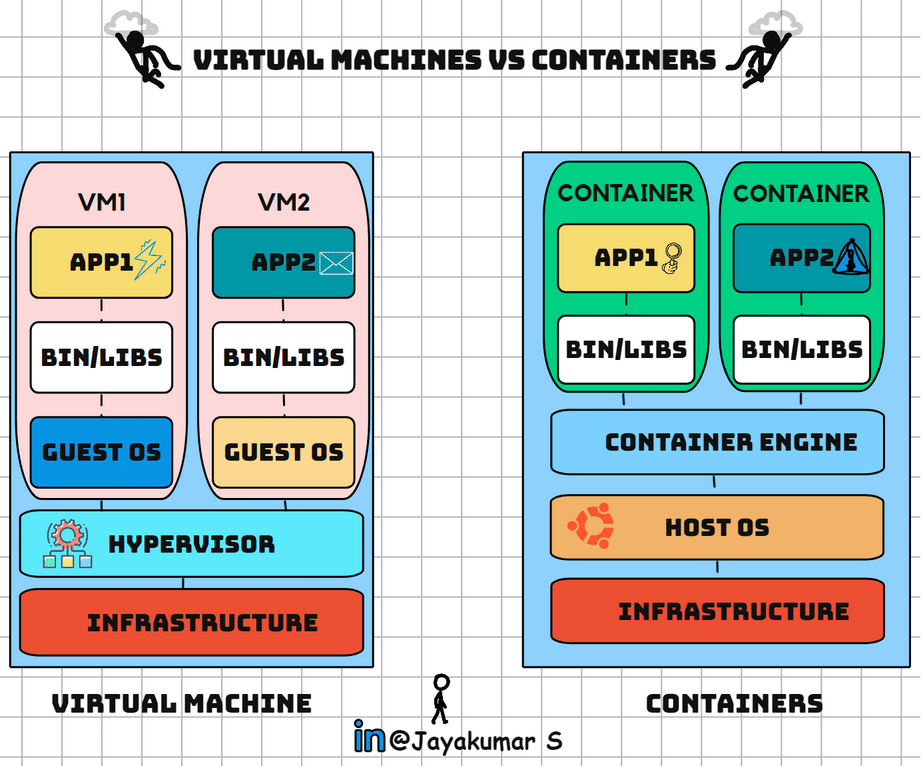 VIRTUAL MACHINES VS CONTAINERS
VM1
APP1
BIN/LIBS
GUEST OS
VM2
APP2
BIN/LIBS
GUEST OS
HYPERVISOR
INFRASTRUCTURE
VIRTUAL MACHINE
CONTAINER
APP1
BIN/LIBS
CONTAINER
APP2
BIN/LIBS
CONTAINER ENGINE
HOST OS
INFRASTRUCTURE
CONTAINERS
in@Jayakumar S